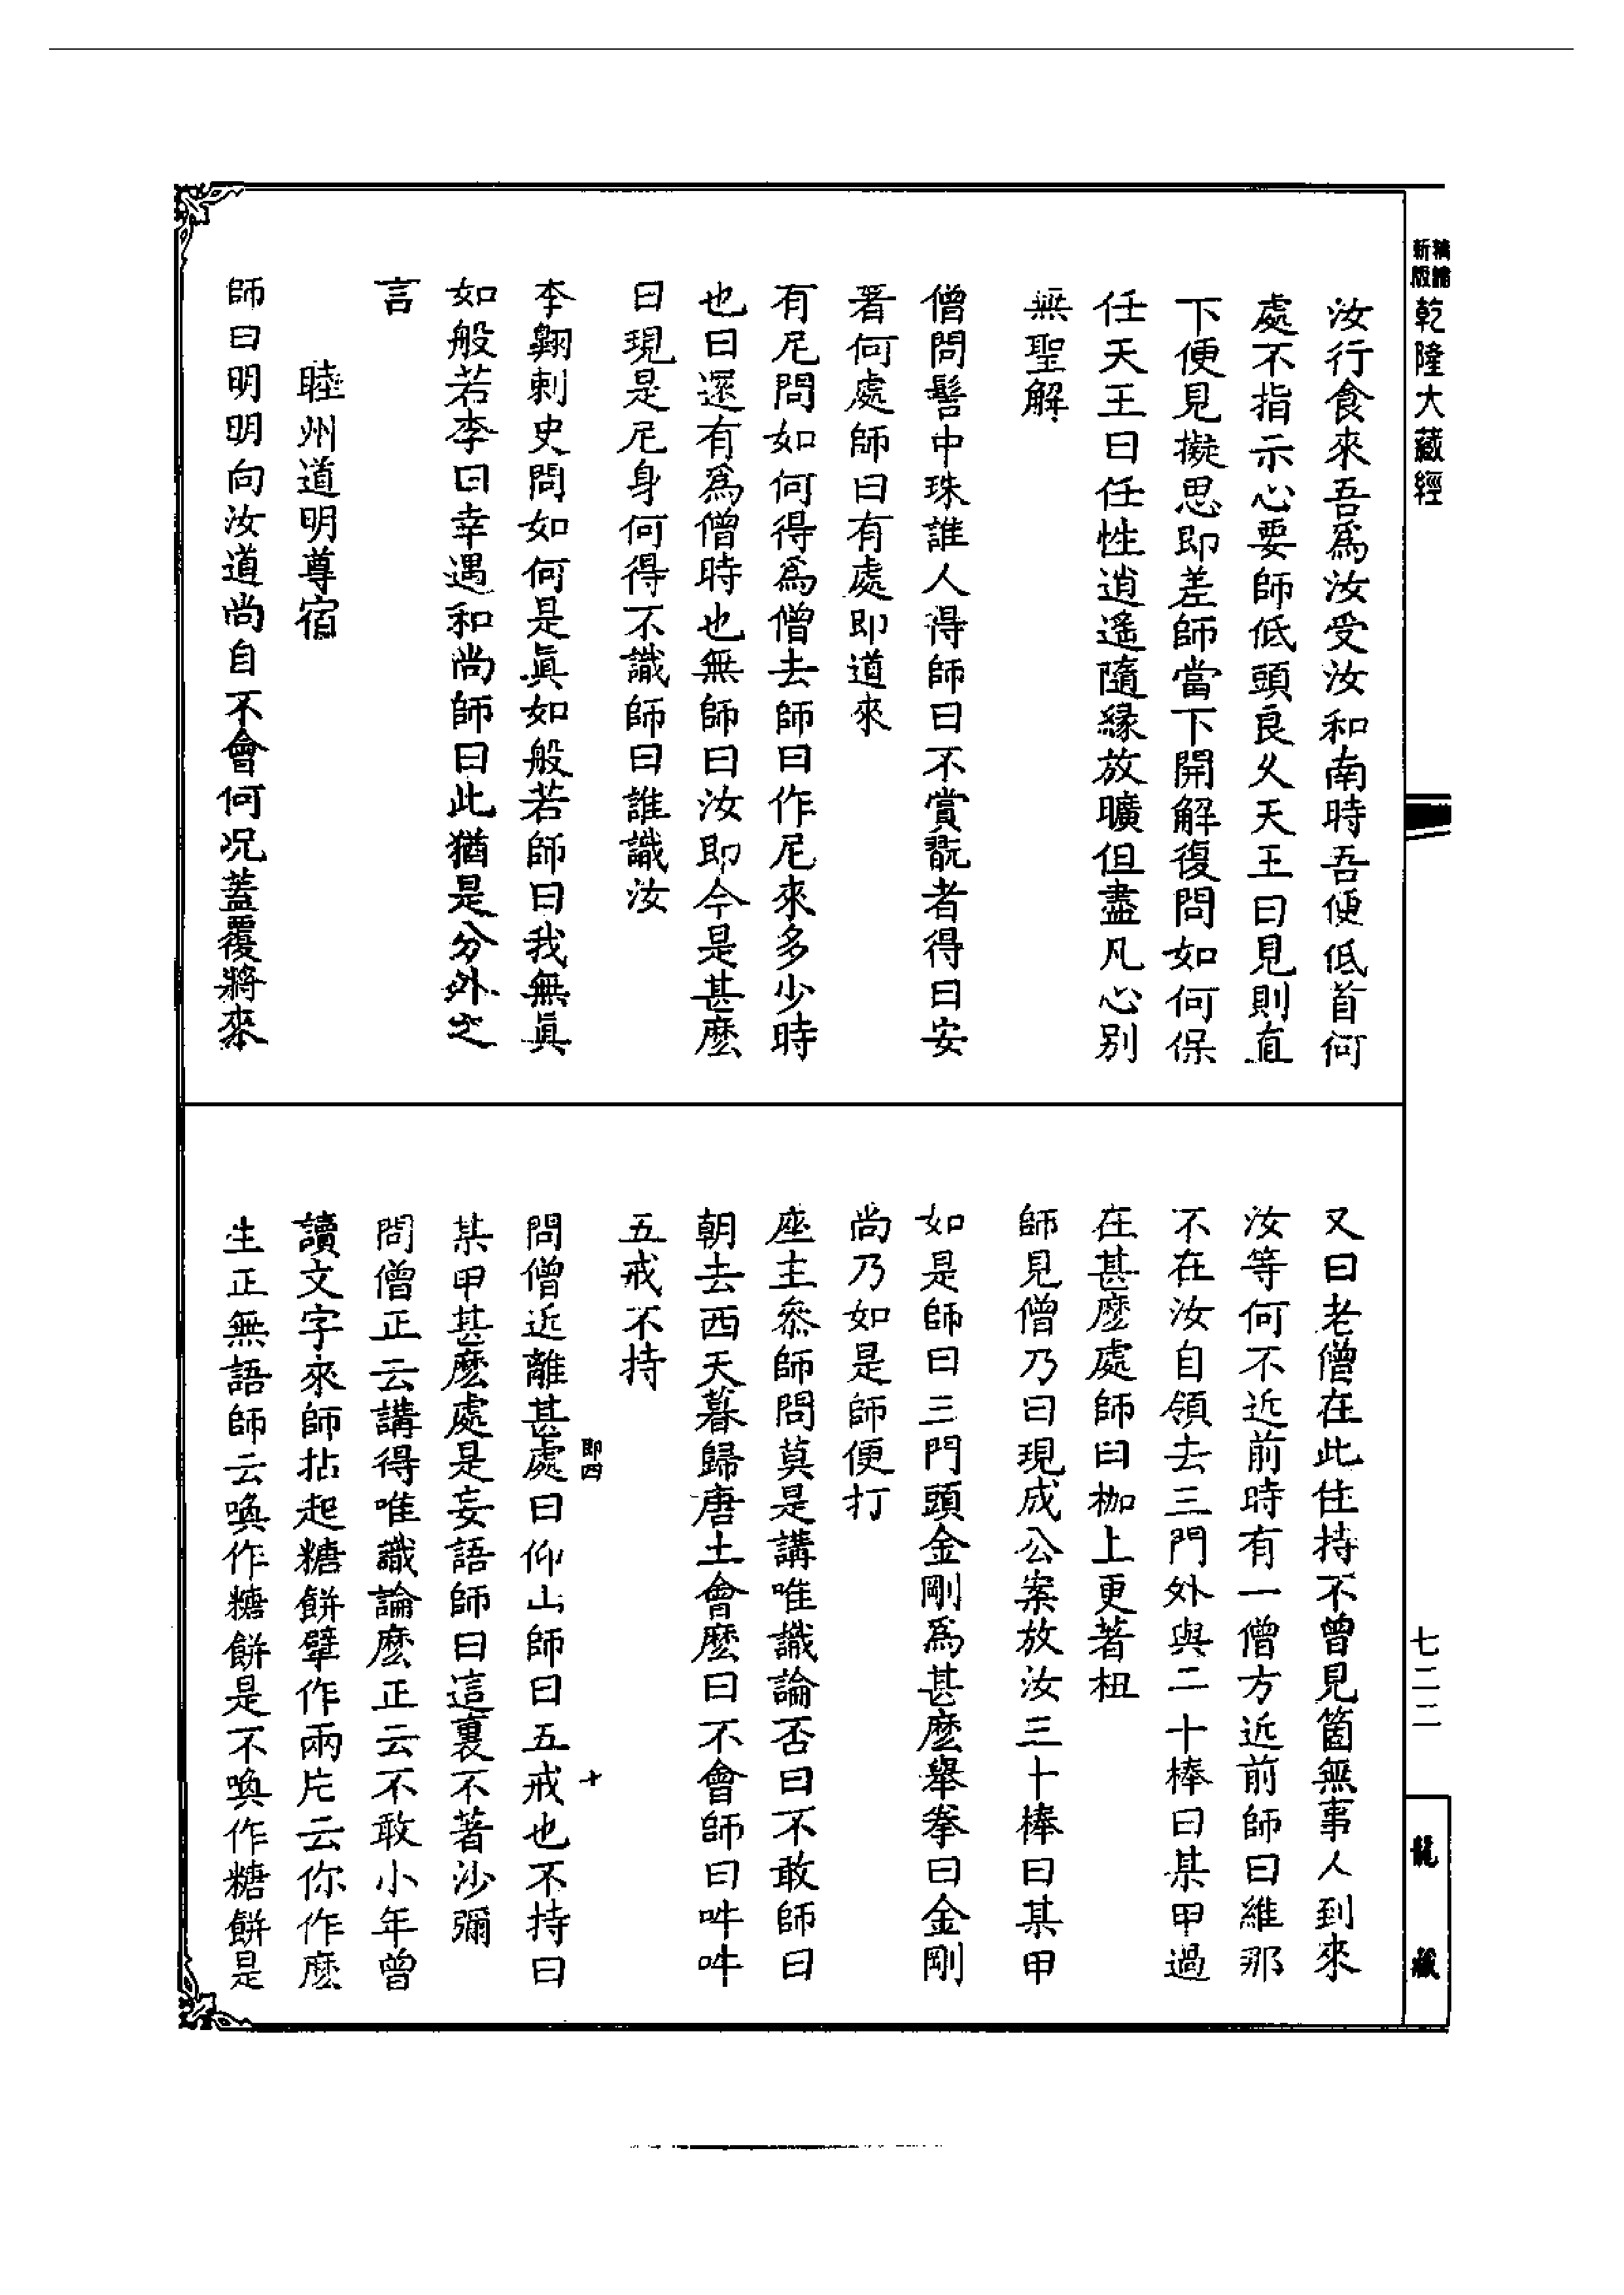 新版精譜乾隆大藏經
汝行食來吾爲汝受汝和南時吾便低首何
處不指示心要師低頭良久天王曰見則直
下便見擬思即差師當下開解復問如何保
任天王曰任性逍遙隨緣放曠但盡凡心別
無聖解
僧問髻中珠誰人得師曰不賞翫者得曰安
著何處師曰有處即道來
有尼問如何得爲僧去師曰作尼來多少時
也曰還有爲僧時也無師曰汝即今是甚麽
曰現是尼身何得不識師曰誰識汝
李翺刺史問如何是眞如般若師曰我無眞
如般若李曰幸遇和尚師曰此猶是分外之
言
睦州道明尊宿
師曰明明向汝道尚自不會何況蓋覆將來
又曰老僧在此住持不曾見箇無事人到來
汝等何不近前時有一僧方近前師曰維那
不在汝自領去三門外與二十棒曰某甲過
在甚麽處師曰枷上更著杻
師見僧乃曰現成公案放汝三十棒曰某甲
如是師曰三門頭金剛爲甚麽舉拳曰金剛
尚乃如是師便打
座主叅師問莫是講唯識論否曰不敢師曰
朝去西天暮歸唐土會麽曰不會師曰吽吽
五戒不持
即四
十
問僧近離甚處曰仰山師曰五戒也不持曰
某甲甚麽處是妄語師曰這裏不著沙彌
問僧正云講得唯識論麽正云不敢小年曾
讀文字來師拈起糖餅擘作兩片云你作麽
生正無語師云喚作糖餅是不喚作糖餅是
七二二
龍藏